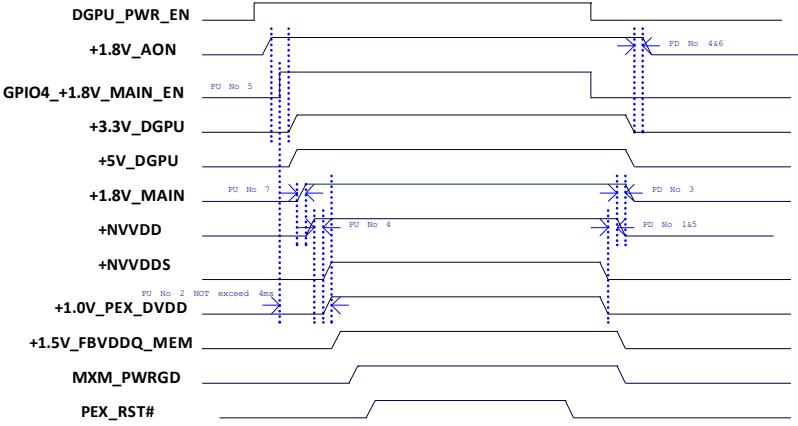 DGPU_PWR_EN
+1.8V_AON
PD No 4&6
PU No 5
GPIO4_+1.8V_MAIN_EN
+3.3V_DGPU
+5V_DGPU
+1.8V_MAIN
PU No 7
PD No 3
+NVVDD
PU No 4
PD No 1&5
+NVVDDS
PU No 2 NOT exceed 4ms
+1.0V_PEX_DVDD
+1.5V_FBVDDQ_MEM
MXM_PWRGD
PEX_RST#